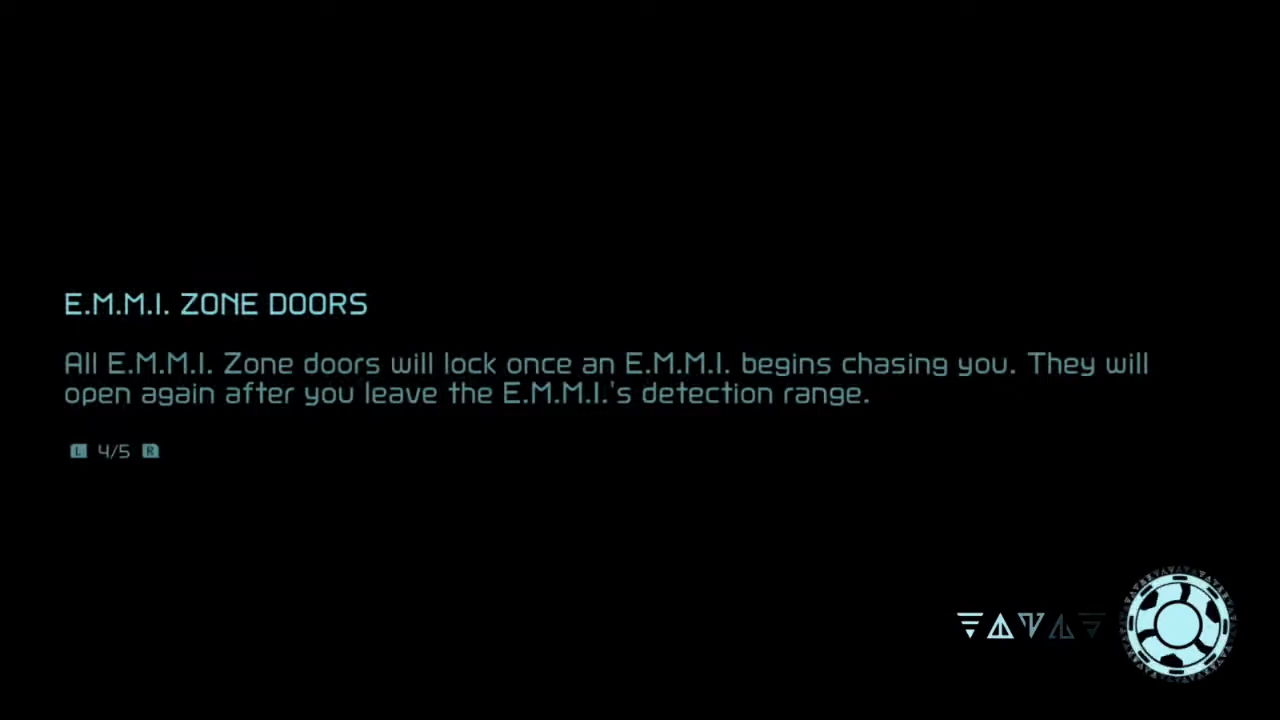 E.M.M.I. ZONE DOORS
All E.M.M.I. Zone doors will lock once an E.M.M.I. begins chasing you. They will
open again after you leave the E.M.M.I.'s detection range.
L 4/5 R